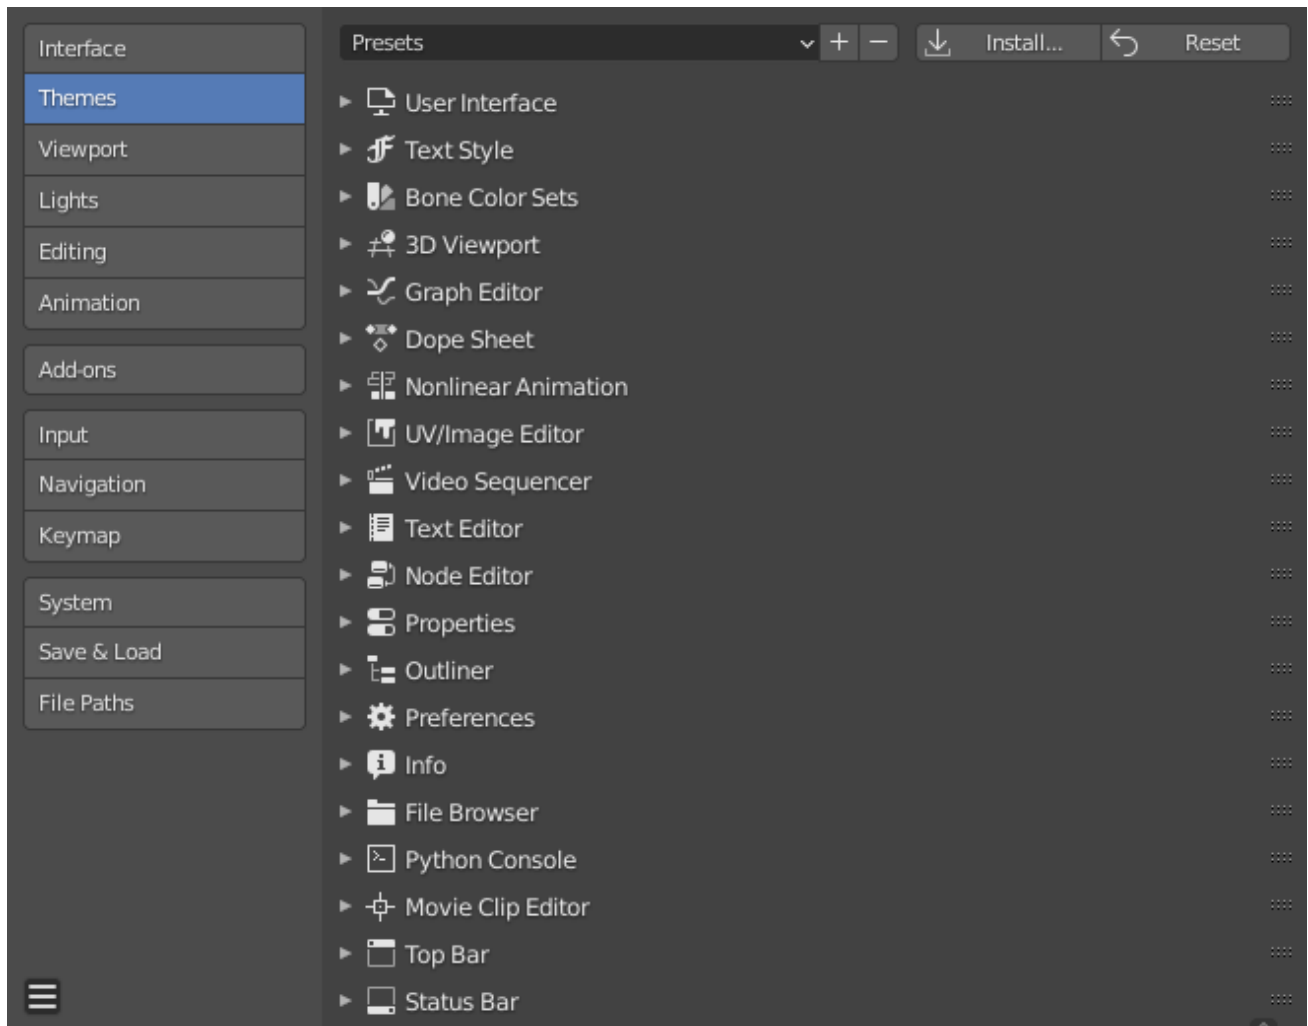 Interface
Themes
Viewport
Lights
Editing
Animation
Add-ons
Input
Navigation
Keymap
System
Save & Load
File Paths
Presets
Install...
Reset
User Interface
Text Style
Bone Color Sets
3D Viewport
Graph Editor
Dope Sheet
Nonlinear Animation
UV/Image Editor
Video Sequencer
Text Editor
Node Editor
Properties
Outliner
Preferences
Info
File Browser
Python Console
Movie Clip Editor
Top Bar
Status Bar